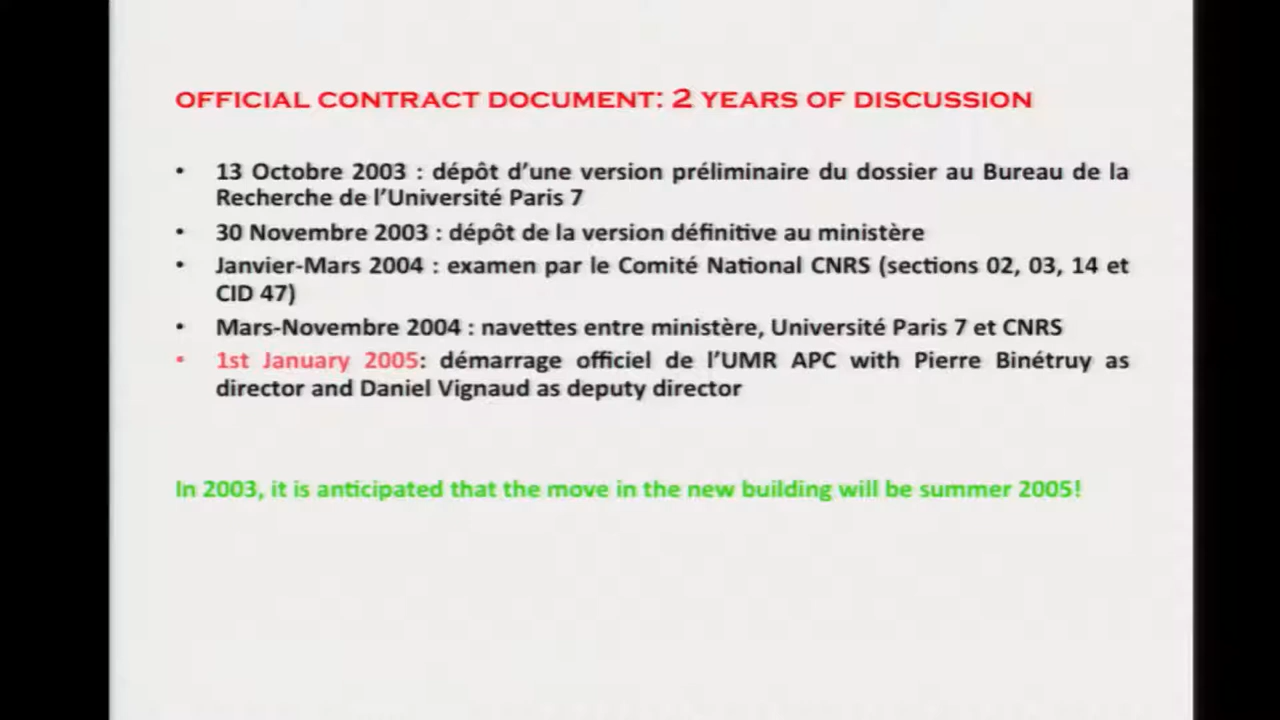 OFFICIAL CONTRACT DOCUMENT: 2 YEARS OF DISCUSSION
• 13 Octobre 2003 : dépôt d'une version préliminaire du dossier au Bureau de la
Recherche de l'Université Paris 7
• 30 Novembre 2003 : dépôt de la version définitive au ministère
• Janvier-Mars 2004 : examen par le Comité National CNRS (sections 02, 03, 14 et
CID 47)
• Mars-Novembre 2004 : navettes entre ministère, Université Paris 7 et CNRS
• 1st January 2005: démarrage officiel de l'UMR APC with Pierre Binétruy as
director and Daniel Vignaud as deputy director
In 2003, it is anticipated that the move in the new building will be summer 2005!